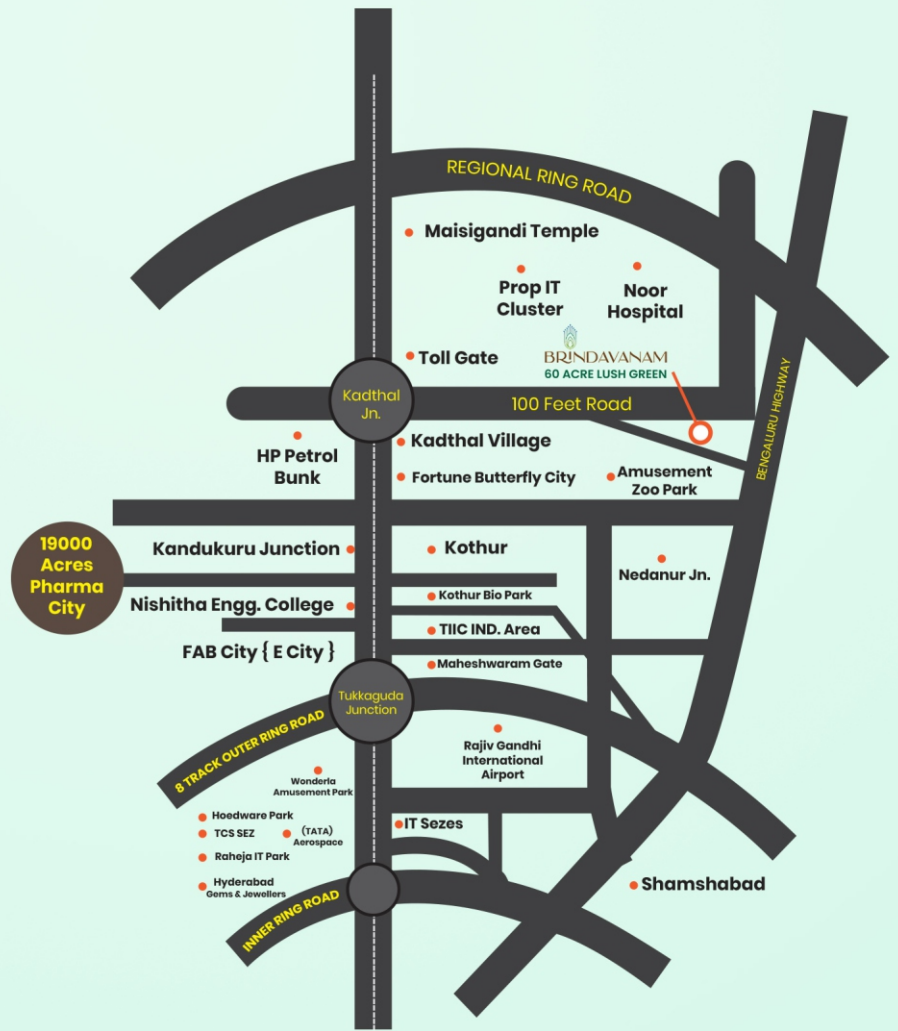 REGIONAL RING ROAD
Maisigandi Temple
Prop IT
Cluster
Noor
Hospital
BRINDAVANAM
60 ACRE LUSH GREEN
Toll Gate
Kadthal
Jn.
100 Feet Road
BENGALURU HIGHWAY
HP Petrol
Bunk
Kadthal Village
Fortune Butterfly City
Amusement
Zoo Park
19000
Acres
Pharma
City
Kandukuru Junction
Kothur
Nedanur Jn.
Nishitha Engg. College
Kothur Bio Park
TIIC IND. Area
FAB City { E City }
Maheshwaram Gate
Tukkaguda
Junction
8 TRACK OUTER RING ROAD
Rajiv Gandhi
International
Airport
Wonderla
Amusement Park
Hoedware Park
TCS SEZ
(TATA)
Aerospace
IT Sezes
Raheja IT Park
Hyderabad
Gems & Jewellers
Shamshabad
INNER RING ROAD